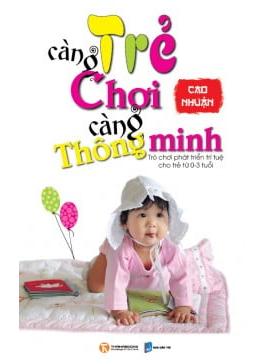 càng Trẻ
Chơi
CAO NHUẬN
càng
Thông minh
Trò chơi phát triển trí tuệ
cho trẻ từ 0-3 tuổi
THAIHABOOKS